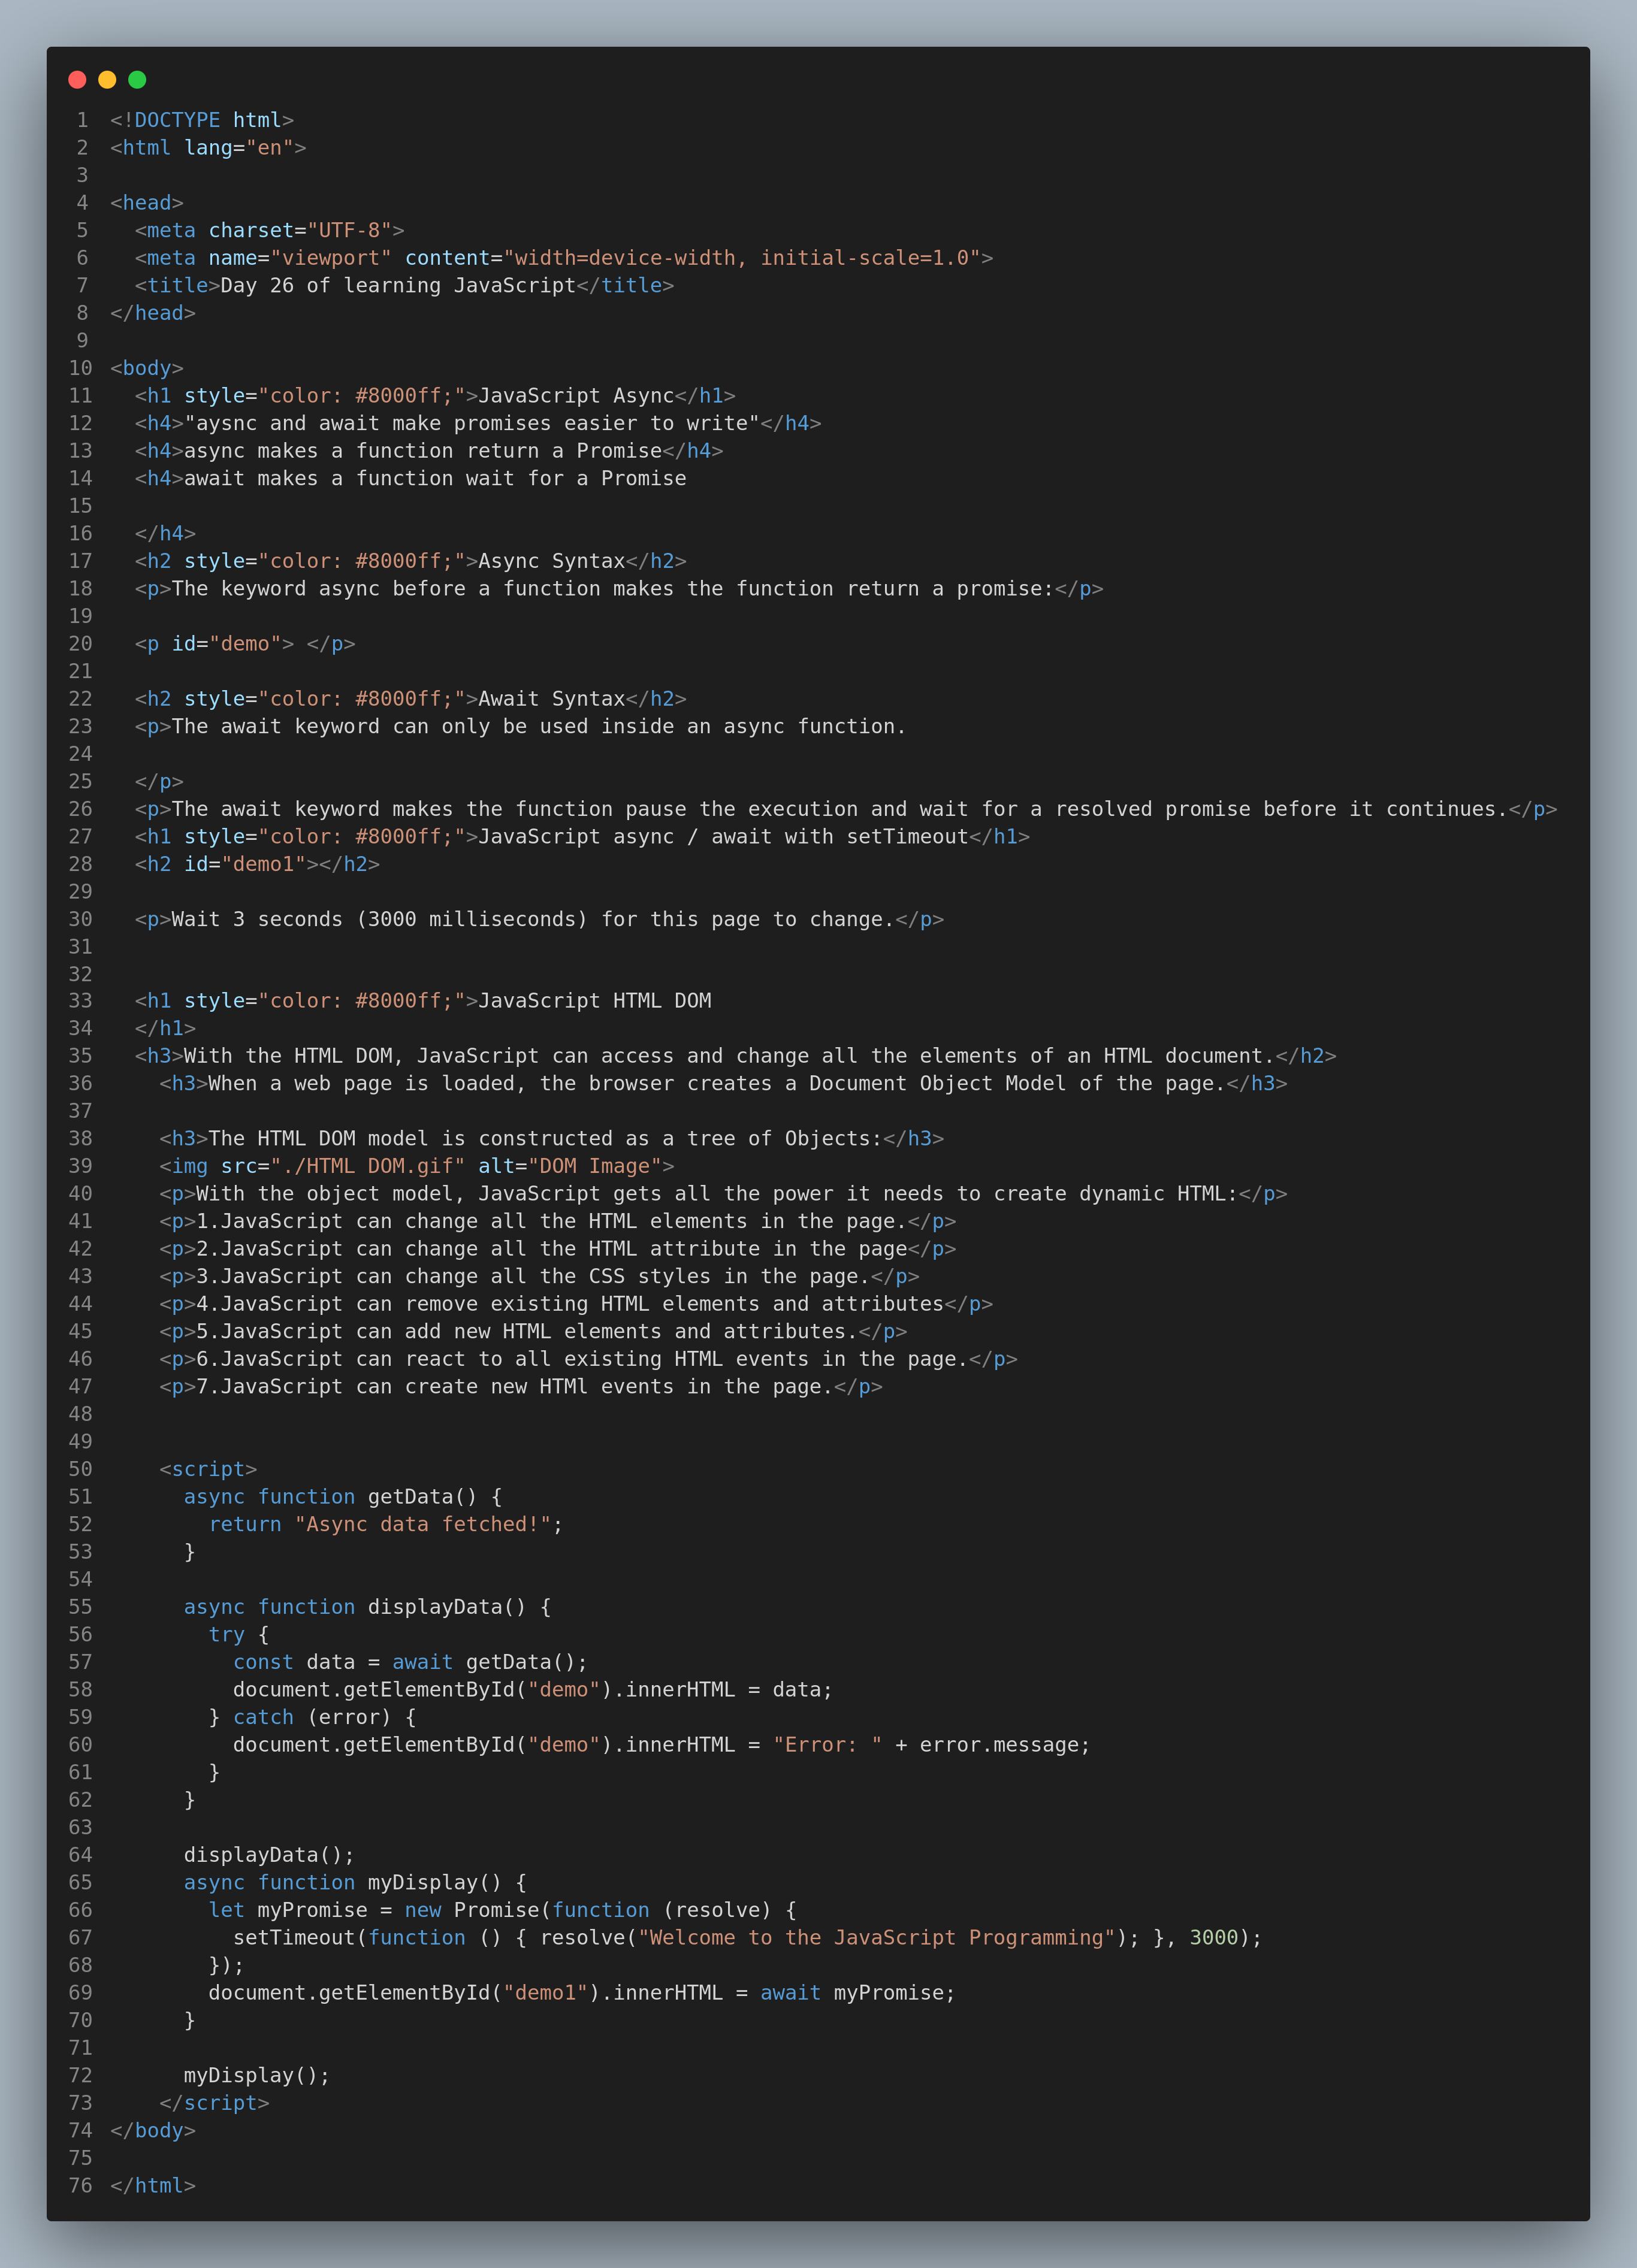 1 <!DOCTYPE html>
2 <html lang="en">
3
4 <head>
5   <meta charset="UTF-8">
6   <meta name="viewport" content="width=device-width, initial-scale=1.0">
7   <title>Day 26 of learning JavaScript</title>
8 </head>
9
10 <body>
11   <h1 style="color: #8000ff;">JavaScript Async</h1>
12   <h4>"aysnc and await make promises easier to write"</h4>
13   <h4>async makes a function return a Promise</h4>
14   <h4>await makes a function wait for a Promise
15
16   </h4>
17   <h2 style="color: #8000ff;">Async Syntax</h2>
18   <p>The keyword async before a function makes the function return a promise:</p>
19
20   <p id="demo"> </p>
21
22   <h2 style="color: #8000ff;">Await Syntax</h2>
23   <p>The await keyword can only be used inside an async function.
24
25   </p>
26   <p>The await keyword makes the function pause the execution and wait for a resolved promise before it continues.</p>
27   <h1 style="color: #8000ff;">JavaScript async / await with setTimeout</h1>
28   <h2 id="demo1"></h2>
29
30   <p>Wait 3 seconds (3000 milliseconds) for this page to change.</p>
31
32
33   <h1 style="color: #8000ff;">JavaScript HTML DOM
34   </h1>
35   <h3>With the HTML DOM, JavaScript can access and change all the elements of an HTML document.</h2>
36     <h3>When a web page is loaded, the browser creates a Document Object Model of the page.</h3>
37
38     <h3>The HTML DOM model is constructed as a tree of Objects:</h3>
39     <img src="./HTML DOM.gif" alt="DOM Image">
40     <p>With the object model, JavaScript gets all the power it needs to create dynamic HTML:</p>
41     <p>1.JavaScript can change all the HTML elements in the page.</p>
42     <p>2.JavaScript can change all the HTML attribute in the page</p>
43     <p>3.JavaScript can change all the CSS styles in the page.</p>
44     <p>4.JavaScript can remove existing HTML elements and attributes</p>
45     <p>5.JavaScript can add new HTML elements and attributes.</p>
46     <p>6.JavaScript can react to all existing HTML events in the page.</p>
47     <p>7.JavaScript can create new HTMl events in the page.</p>
48
49
50     <script>
51       async function getData() {
52         return "Async data fetched!";
53       }
54
55       async function displayData() {
56         try {
57           const data = await getData();
58           document.getElementById("demo").innerHTML = data;
59         } catch (error) {
60           document.getElementById("demo").innerHTML = "Error: " + error.message;
61         }
62       }
63
64       displayData();
65       async function myDisplay() {
66         let myPromise = new Promise(function (resolve) {
67           setTimeout(function () { resolve("Welcome to the JavaScript Programming"); }, 3000);
68         });
69         document.getElementById("demo1").innerHTML = await myPromise;
70       }
71
72       myDisplay();
73     </script>
74 </body>
75
76 </html>